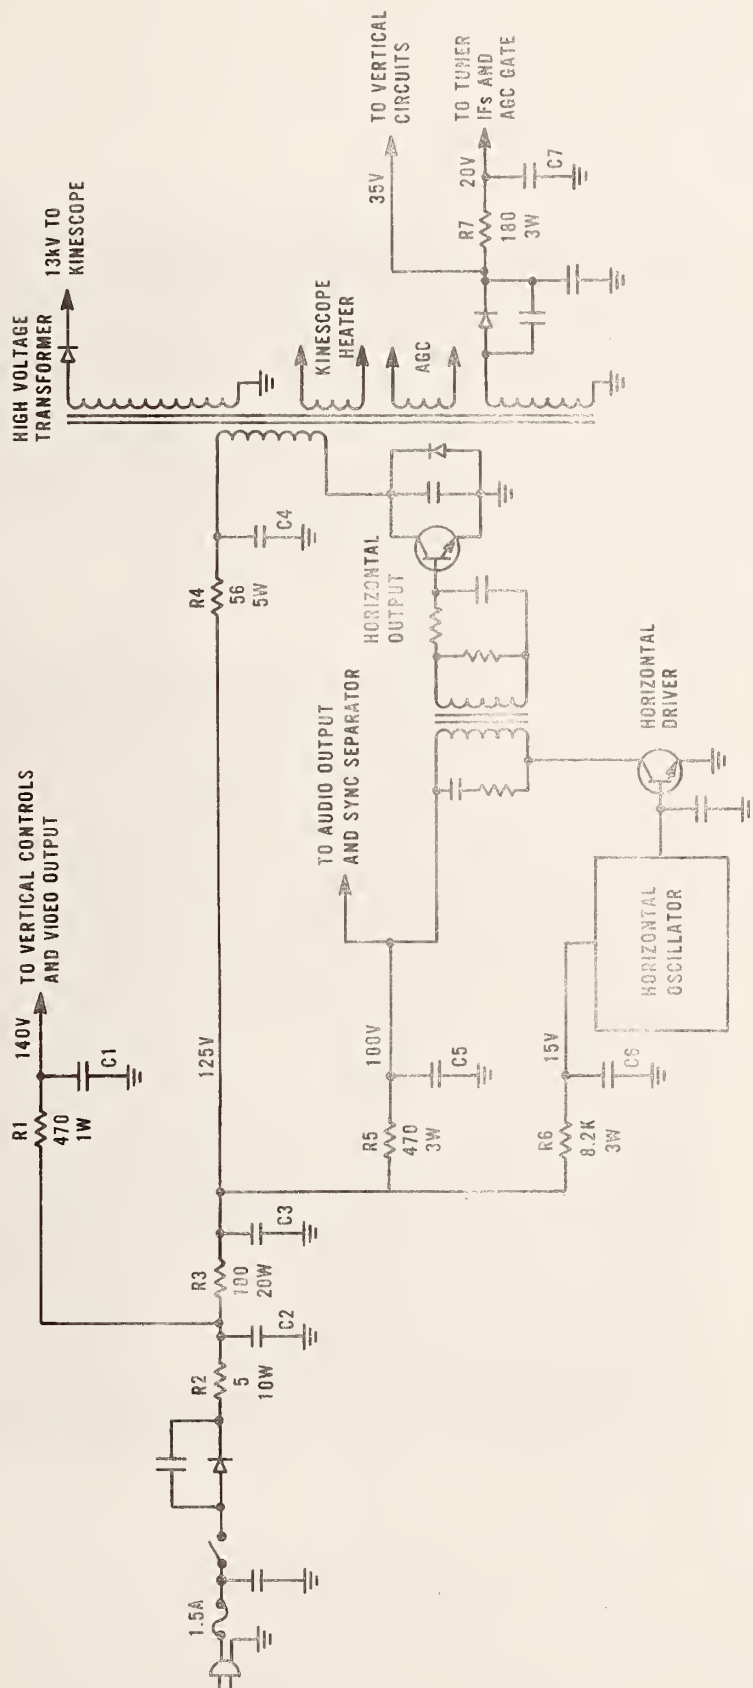 1.5A
R2
5
10W
C2
R3
100
20W
C3
R1
470
1W
140V
C1
TO VERTICAL CONTROLS
AND VIDEO OUTPUT
125V
R5
470
3W
100V
C5
TO AUDIO OUTPUT
AND SYNC SEPARATOR
R6
8.2K
3W
15V
C6
HORIZONTAL
OSCILLATOR
HORIZONTAL
DRIVER
R4
56
5W
C4
HORIZONTAL
OUTPUT
HIGH VOLTAGE
TRANSFORMER
13KV TO
KINESCOPE
KINESCOPE
HEATER
AGC
35V
TO VERTICAL
CIRCUITS
R7
180
3W
20V
C7
TO TUNER
IFs AND
AGC GATE